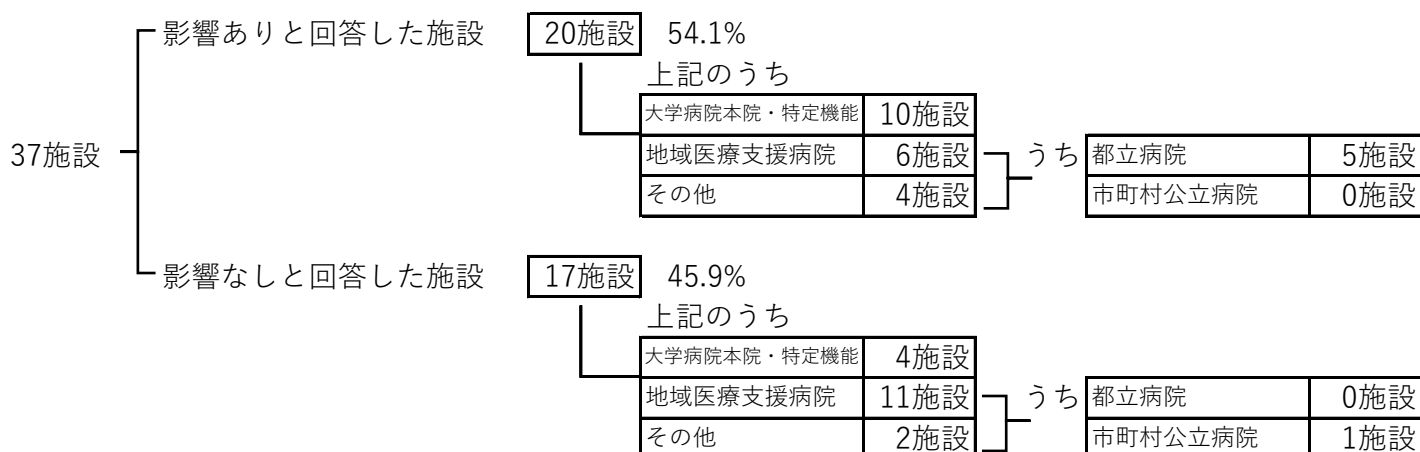 影響ありと回答した施設 20施設 54.1%
上記のうち
大学病院本院・特定機能 10施設
37施設 地域医療支援病院 6施設 うち 都立病院 5施設
その他 4施設 市町村公立病院 0施設
影響なしと回答した施設 17施設 45.9%
上記のうち
大学病院本院・特定機能 4施設
地域医療支援病院 11施設 うち 都立病院 0施設
その他 2施設 市町村公立病院 1施設